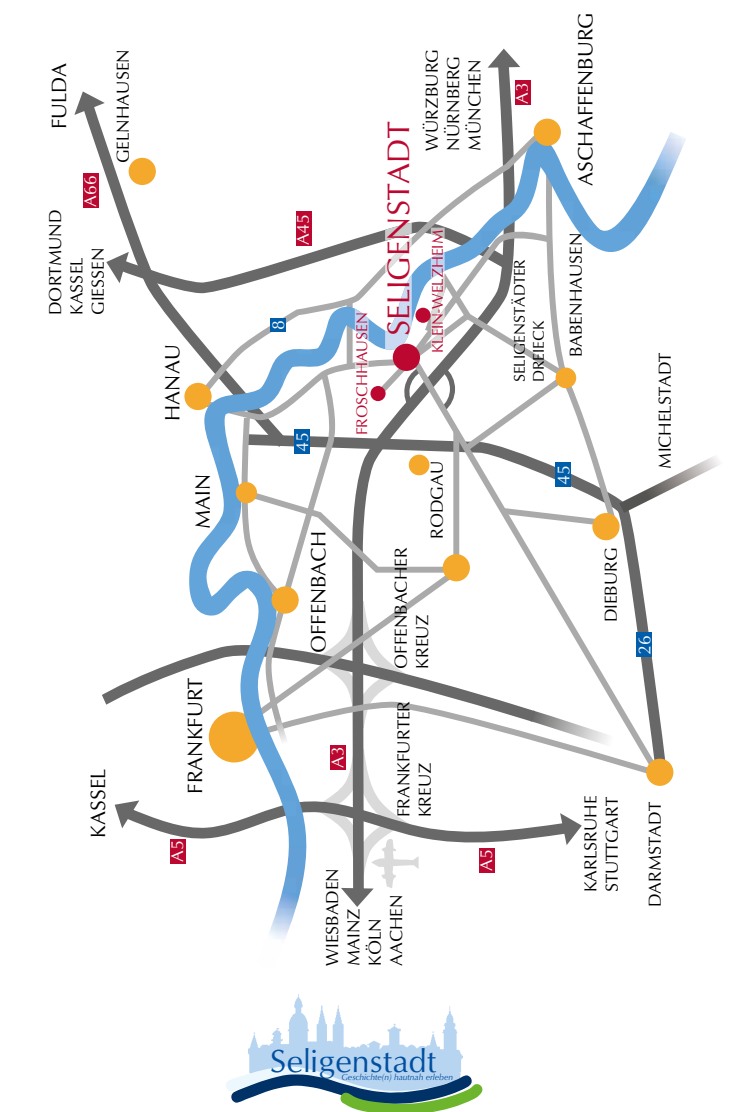 FULDA
GELNHAUSEN
A66
DORTMUND
KASSEL
GIESSEN
A45
WÜRZBURG
NÜRNBERG
MÜNCHEN
A3
ASCHAFFENBURG
SELIGENSTADT
KLEIN-WELZHEIM
FROSCHHAUSEN
8
HANAU
SELIGENSTÄDTER
DREIECK
BABENHAUSEN
MICHELSTADT
45
45
MAIN
RODGAU
OFFENBACH
OFFENBACHER
KREUZ
DIEBURG
26
FRANKFURT
A3
FRANKFURTER
KREUZ
KASSEL
A5
A5
KARLSRUHE
STUTTGART
DARMSTADT
WIESBADEN
MAINZ
KÖLN
AACHEN
Seligenstadt
Geschichte(n) hautnah erleben